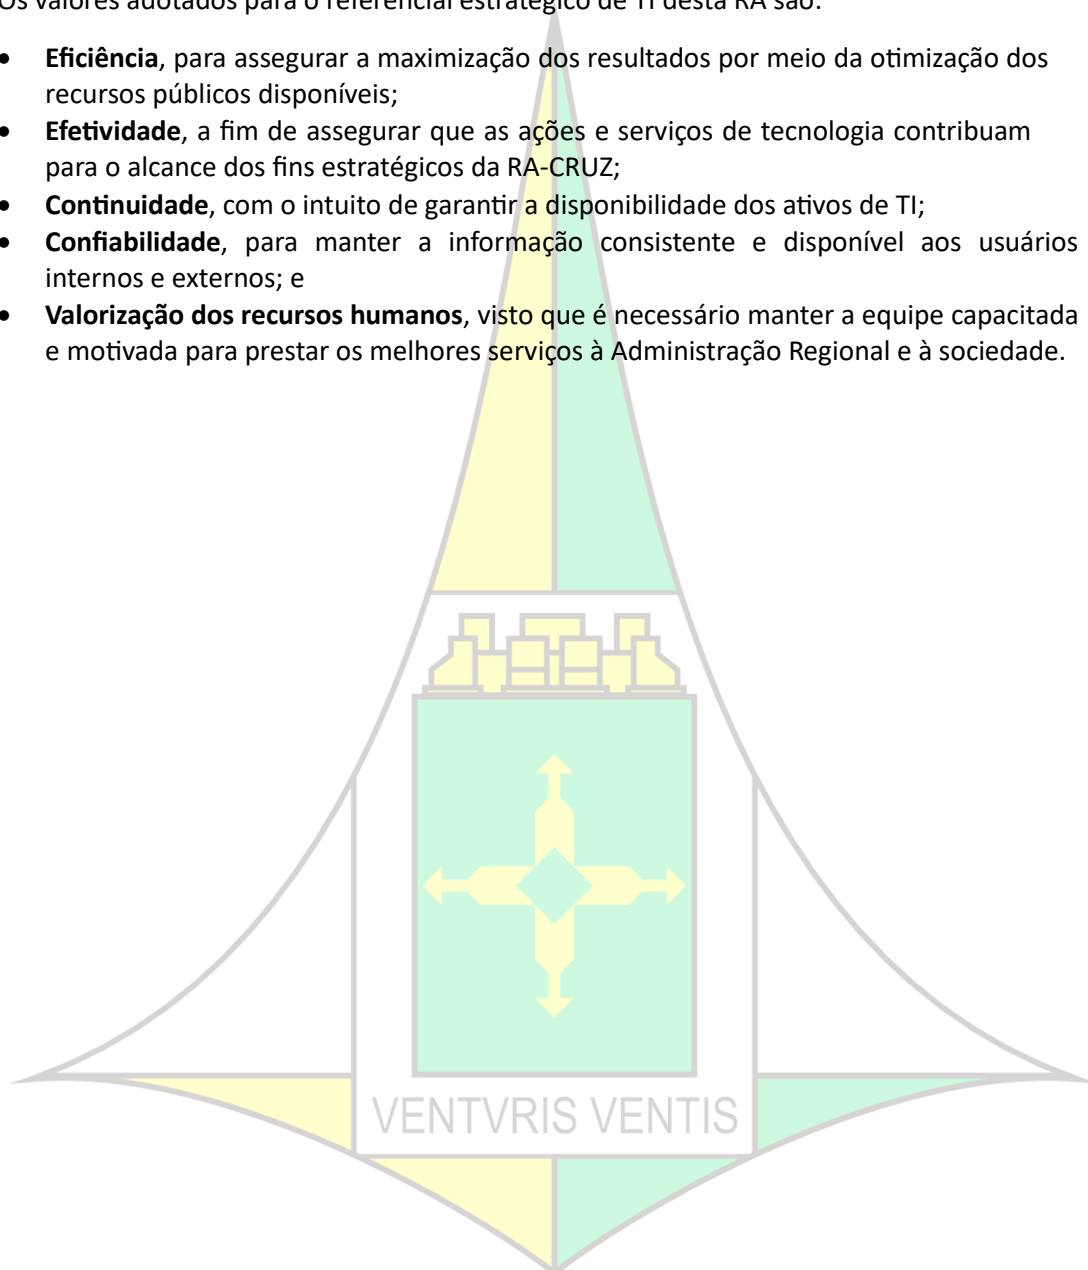 Os valores adotados para o referencial estratégico de TI desta RA são:
• Eficiência, para assegurar a maximização dos resultados por meio da otimização dos
recursos públicos disponíveis;
• Efetividade, a fim de assegurar que as ações e serviços de tecnologia contribuam
para o alcance dos fins estratégicos da RA-CRUZ;
• Continuidade, com o intuito de garantir a disponibilidade dos ativos de TI;
• Confiabilidade, para manter a informação consistente e disponível aos usuários
internos e externos; e
• Valorização dos recursos humanos, visto que é necessário manter a equipe capacitada
e motivada para prestar os melhores serviços à Administração Regional e à sociedade.
VENTVRIS VENTIS